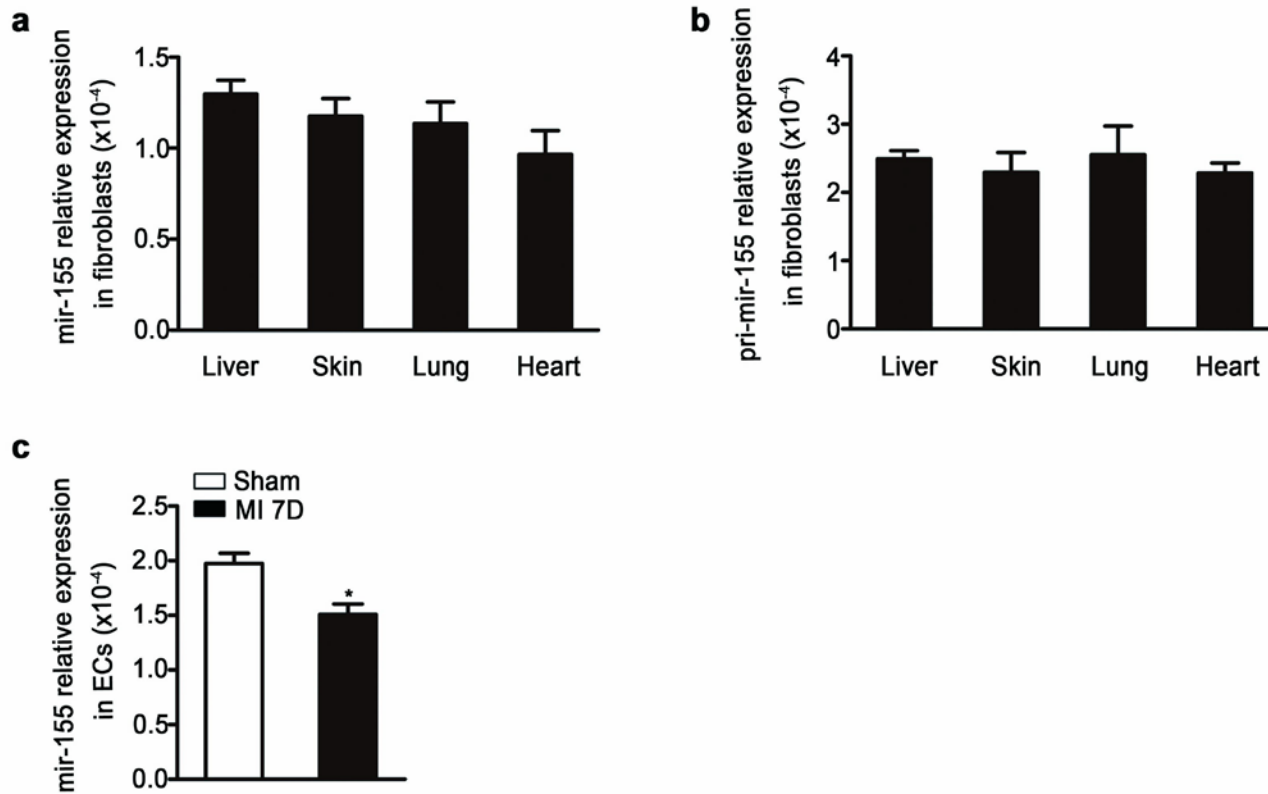 a
mir-155 relative expression
in fibroblasts (x10-4)
1.5
1.0
0.5
0.0
Liver Skin Lung Heart
b
pri-mir-155 relative expression
in fibroblasts (x10-4)
4
3
2
1
0
Liver Skin Lung Heart
c
mir-155 relative expression
in ECs (x10-4)
Sham
MI 7D
2.5
2.0
1.5
1.0
0.5
0.0
*